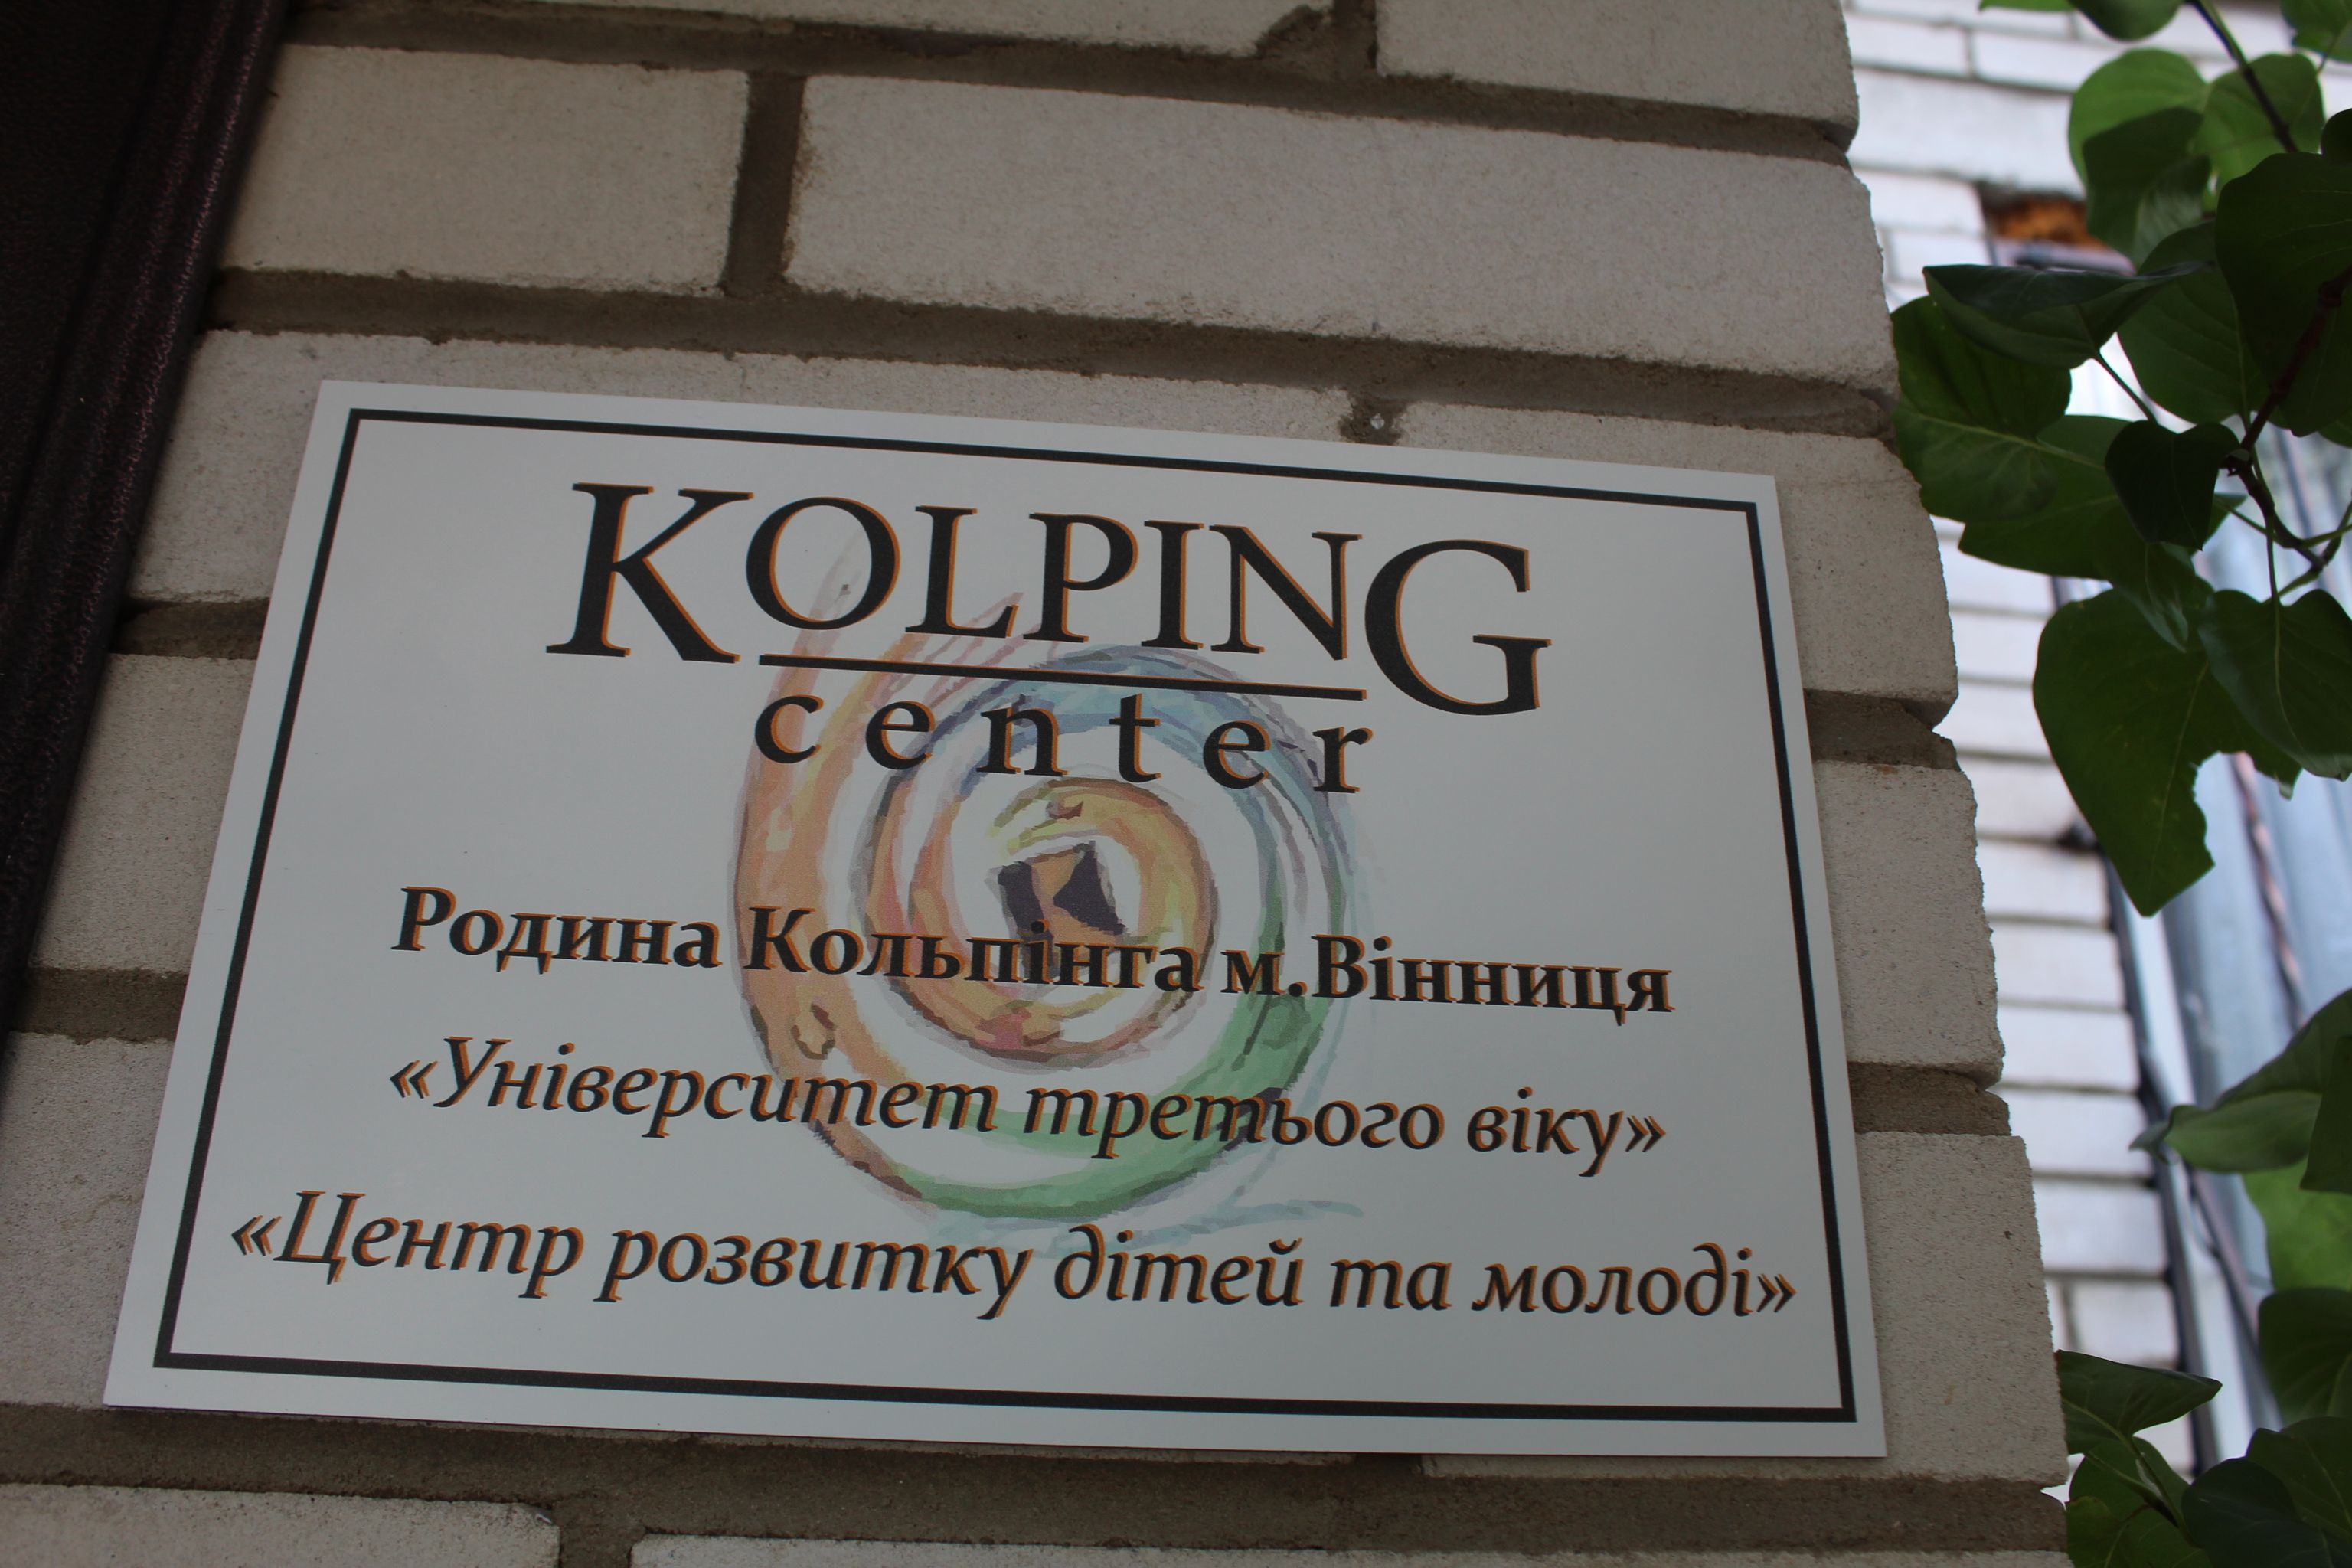 KOLPING
center
Родина Кольпінга м.Вінниця
«Університет третього віку»
«Центр розвитку дітей та молоді»